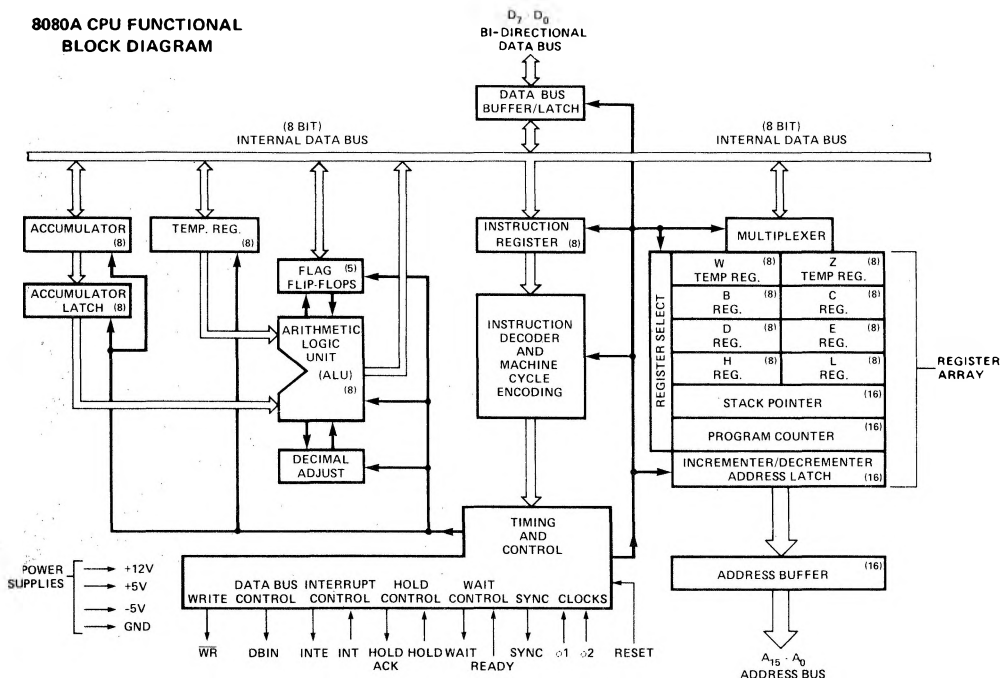 8080A CPU FUNCTIONAL
BLOCK DIAGRAM
D7 - D0
BI-DIRECTIONAL
DATA BUS
DATA BUS
BUFFER/LATCH
(8 BIT)
INTERNAL DATA BUS
(8 BIT)
INTERNAL DATA BUS
ACCUMULATOR
(8)
TEMP. REG.
(8)
INSTRUCTION
REGISTER (8)
MULTIPLEXER
ACCUMULATOR
LATCH (8)
FLAG (5)
FLIP-FLOPS
ARITHMETIC
LOGIC
UNIT
(ALU)
(8)
DECIMAL
ADJUST
INSTRUCTION
DECODER
AND
MACHINE
CYCLE
ENCODING
REGISTER SELECT
W (8)
TEMP REG.
Z (8)
TEMP REG.
B (8)
REG.
C (8)
REG.
D (8)
REG.
E (8)
REG.
H (8)
REG.
L (8)
REG.
STACK POINTER (16)
PROGRAM COUNTER (16)
INCREMENTER/DECREMENTER
ADDRESS LATCH (16)
REGISTER
ARRAY
TIMING
AND
CONTROL
WRITE
DATA BUS
CONTROL
INTERRUPT
CONTROL
HOLD
CONTROL
WAIT
CONTROL
SYNC
CLOCKS
ADDRESS BUFFER (16)
POWER
SUPPLIES
+12V
+5V
-5V
GND
W̅R̅
DBIN
INTE
INT
HOLD
ACK
HOLD
WAIT
READY
SYNC
ϕ1
ϕ2
RESET
A15 - A0
ADDRESS BUS